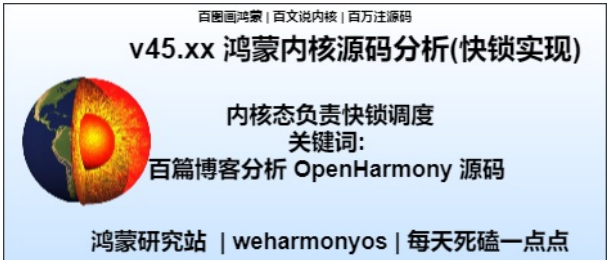 百图画鸿蒙 | 百文说内核 | 百万注源码
v45.xx 鸿蒙内核源码分析(快锁实现)
内核态负责快锁调度
关键词:
百篇博客分析 OpenHarmony 源码
鸿蒙研究站 | weharmonyos | 每天死磕一点点